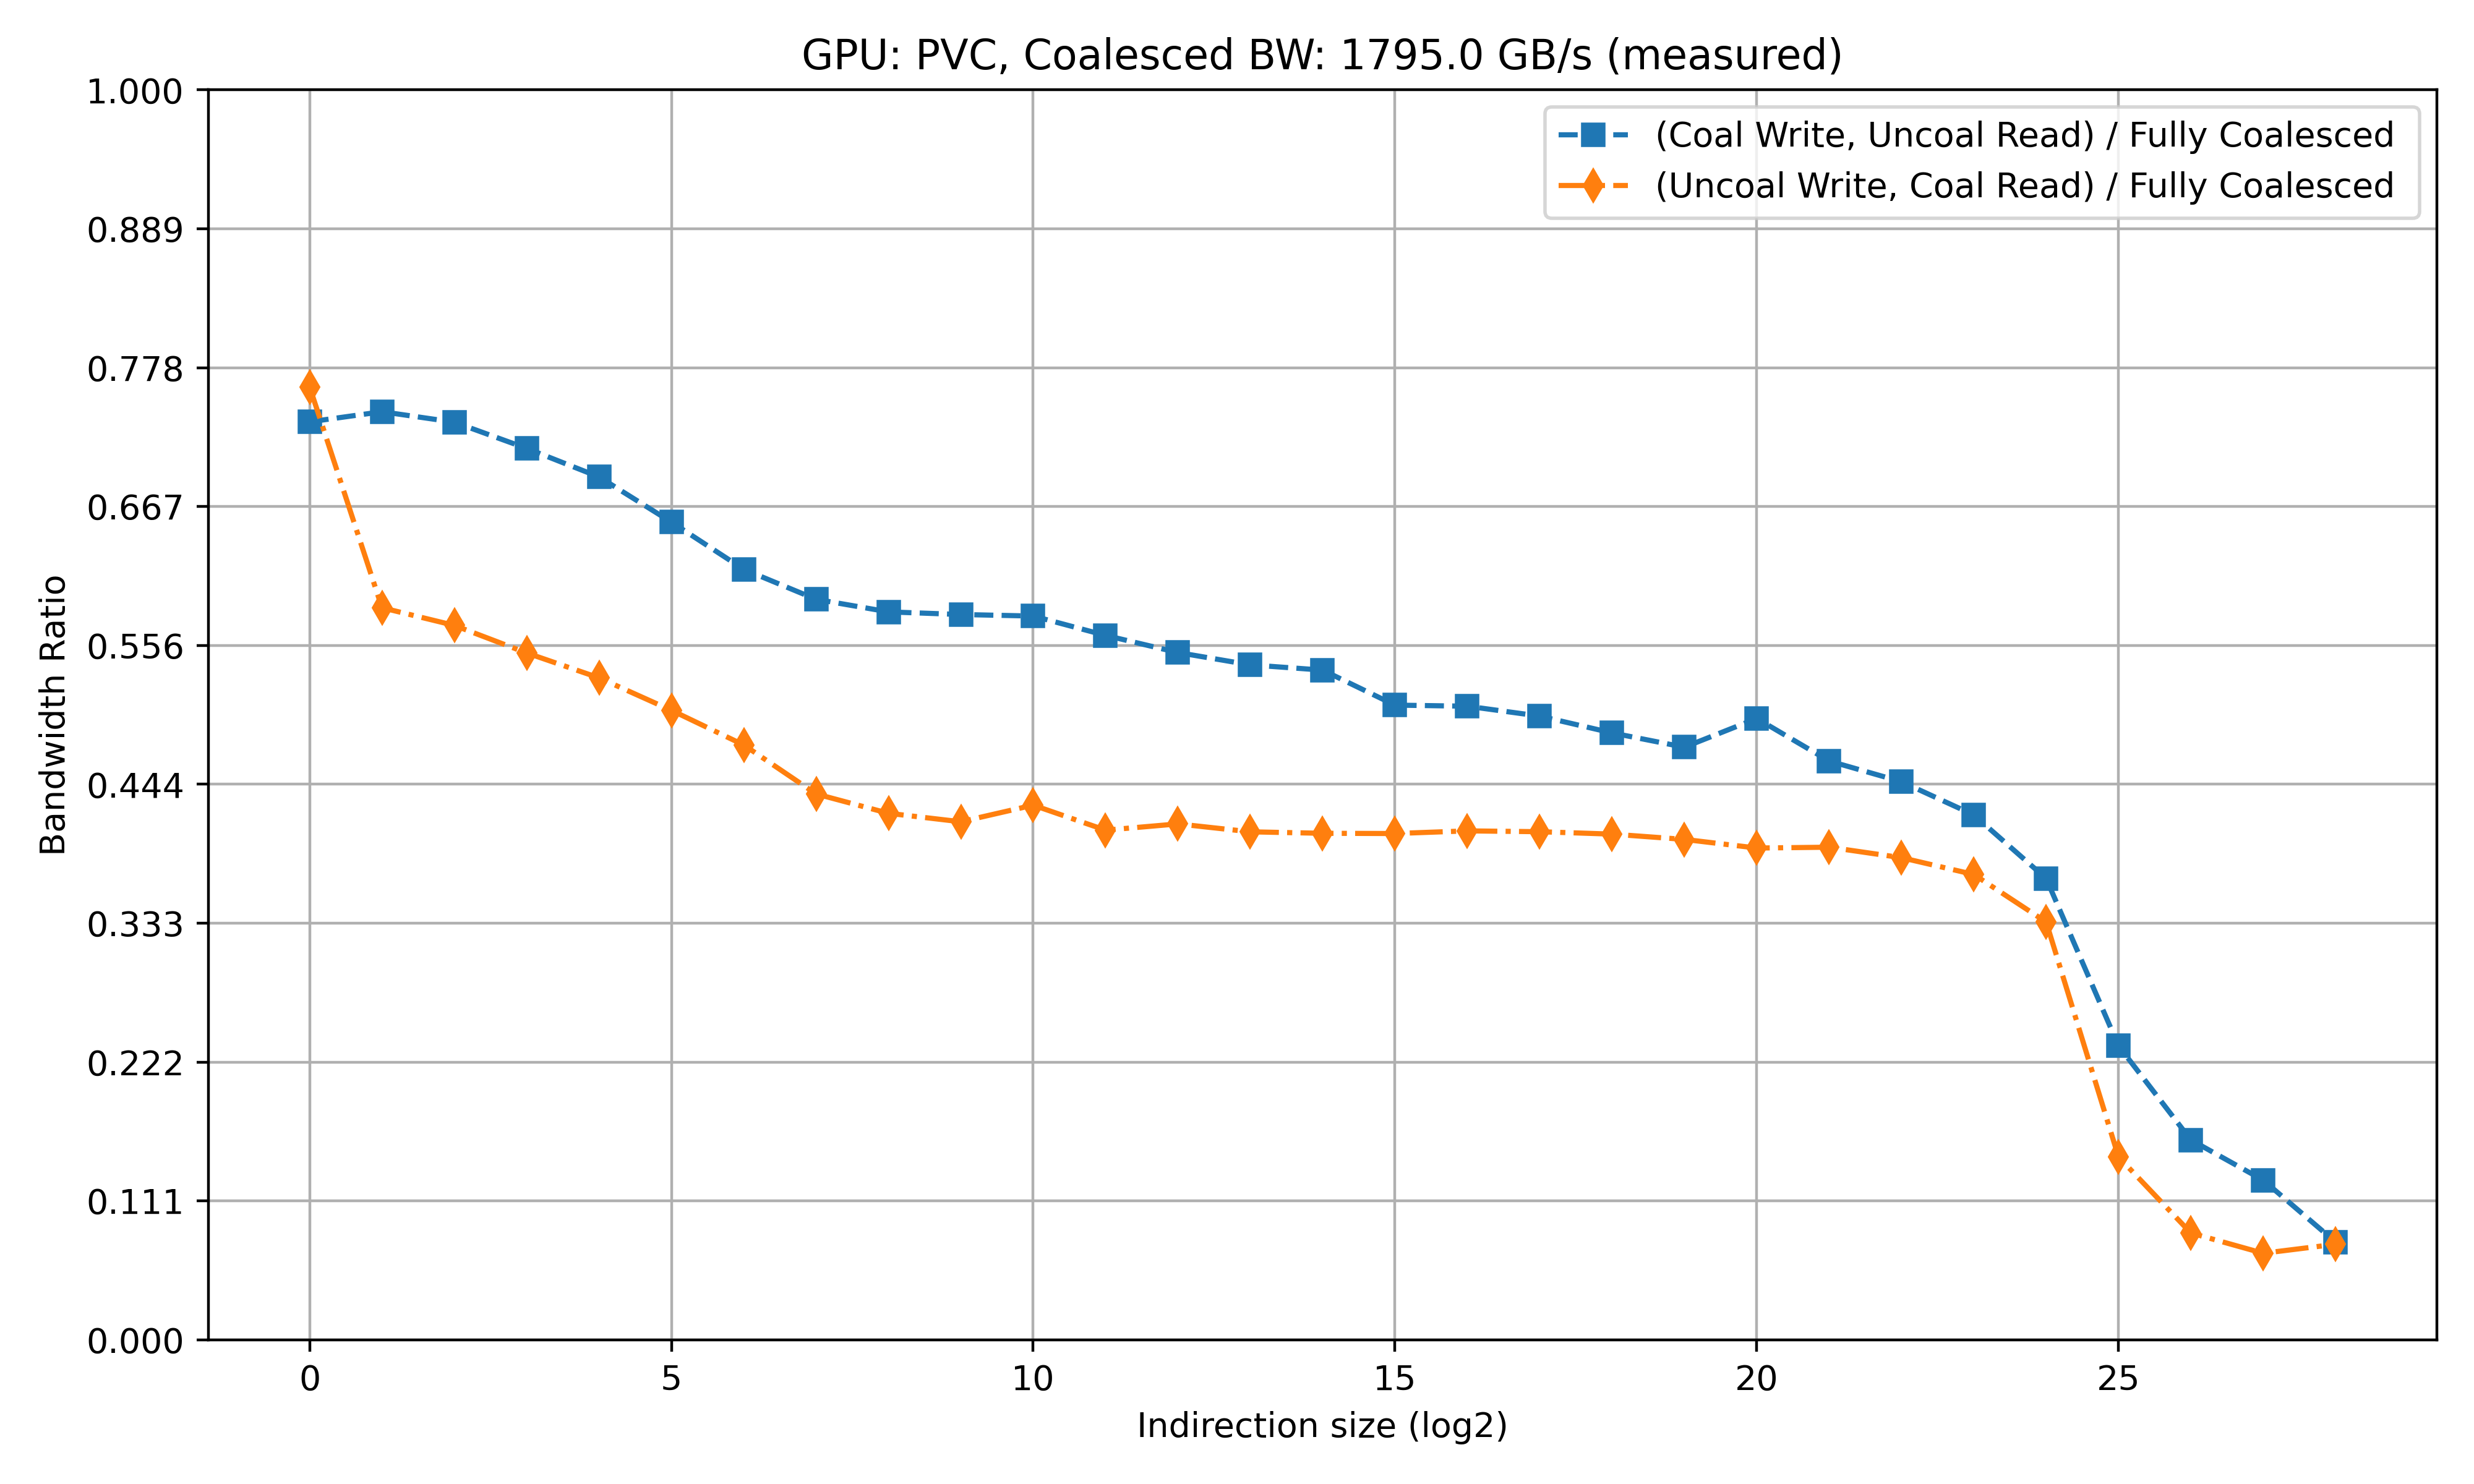 GPU: PVC, Coalesced BW: 1795.0 GB/s (measured)
(Coal Write, Uncoal Read) / Fully Coalesced
(Uncoal Write, Coal Read) / Fully Coalesced
Bandwidth Ratio
1.000
0.889
0.778
0.667
0.556
0.444
0.333
0.222
0.111
0.000
0 5 10 15 20 25
Indirection size (log2)